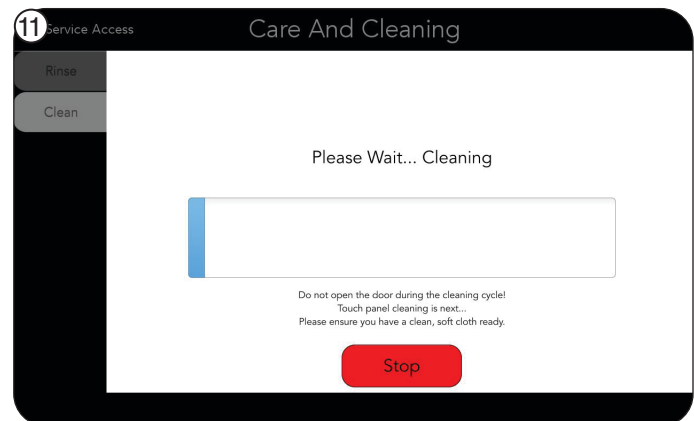 11
Service Access
Care And Cleaning
Rinse
Clean
Please Wait... Cleaning
Do not open the door during the cleaning cycle!
Touch panel cleaning is next...
Please ensure you have a clean, soft cloth ready.
Stop